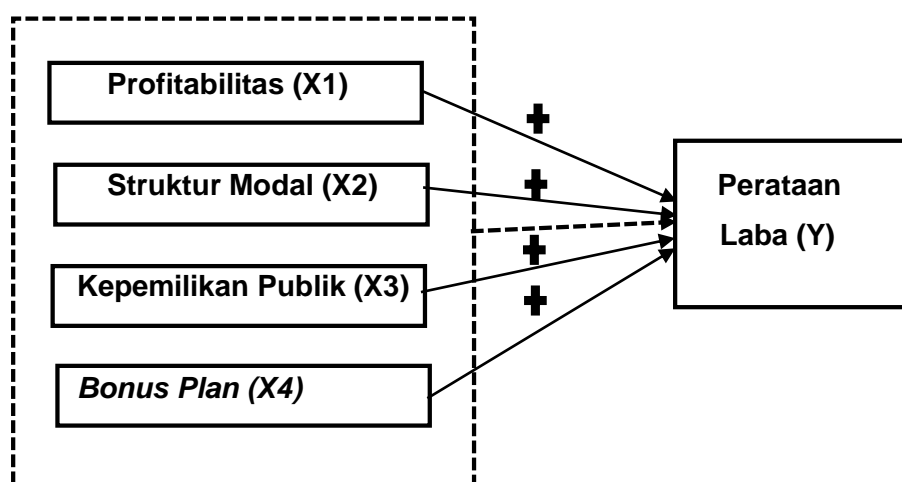 Profitabilitas (X1)
Struktur Modal (X2)
Kepemilikan Publik (X3)
Bonus Plan (X4)
+
+
+
+
Perataan
Laba (Y)